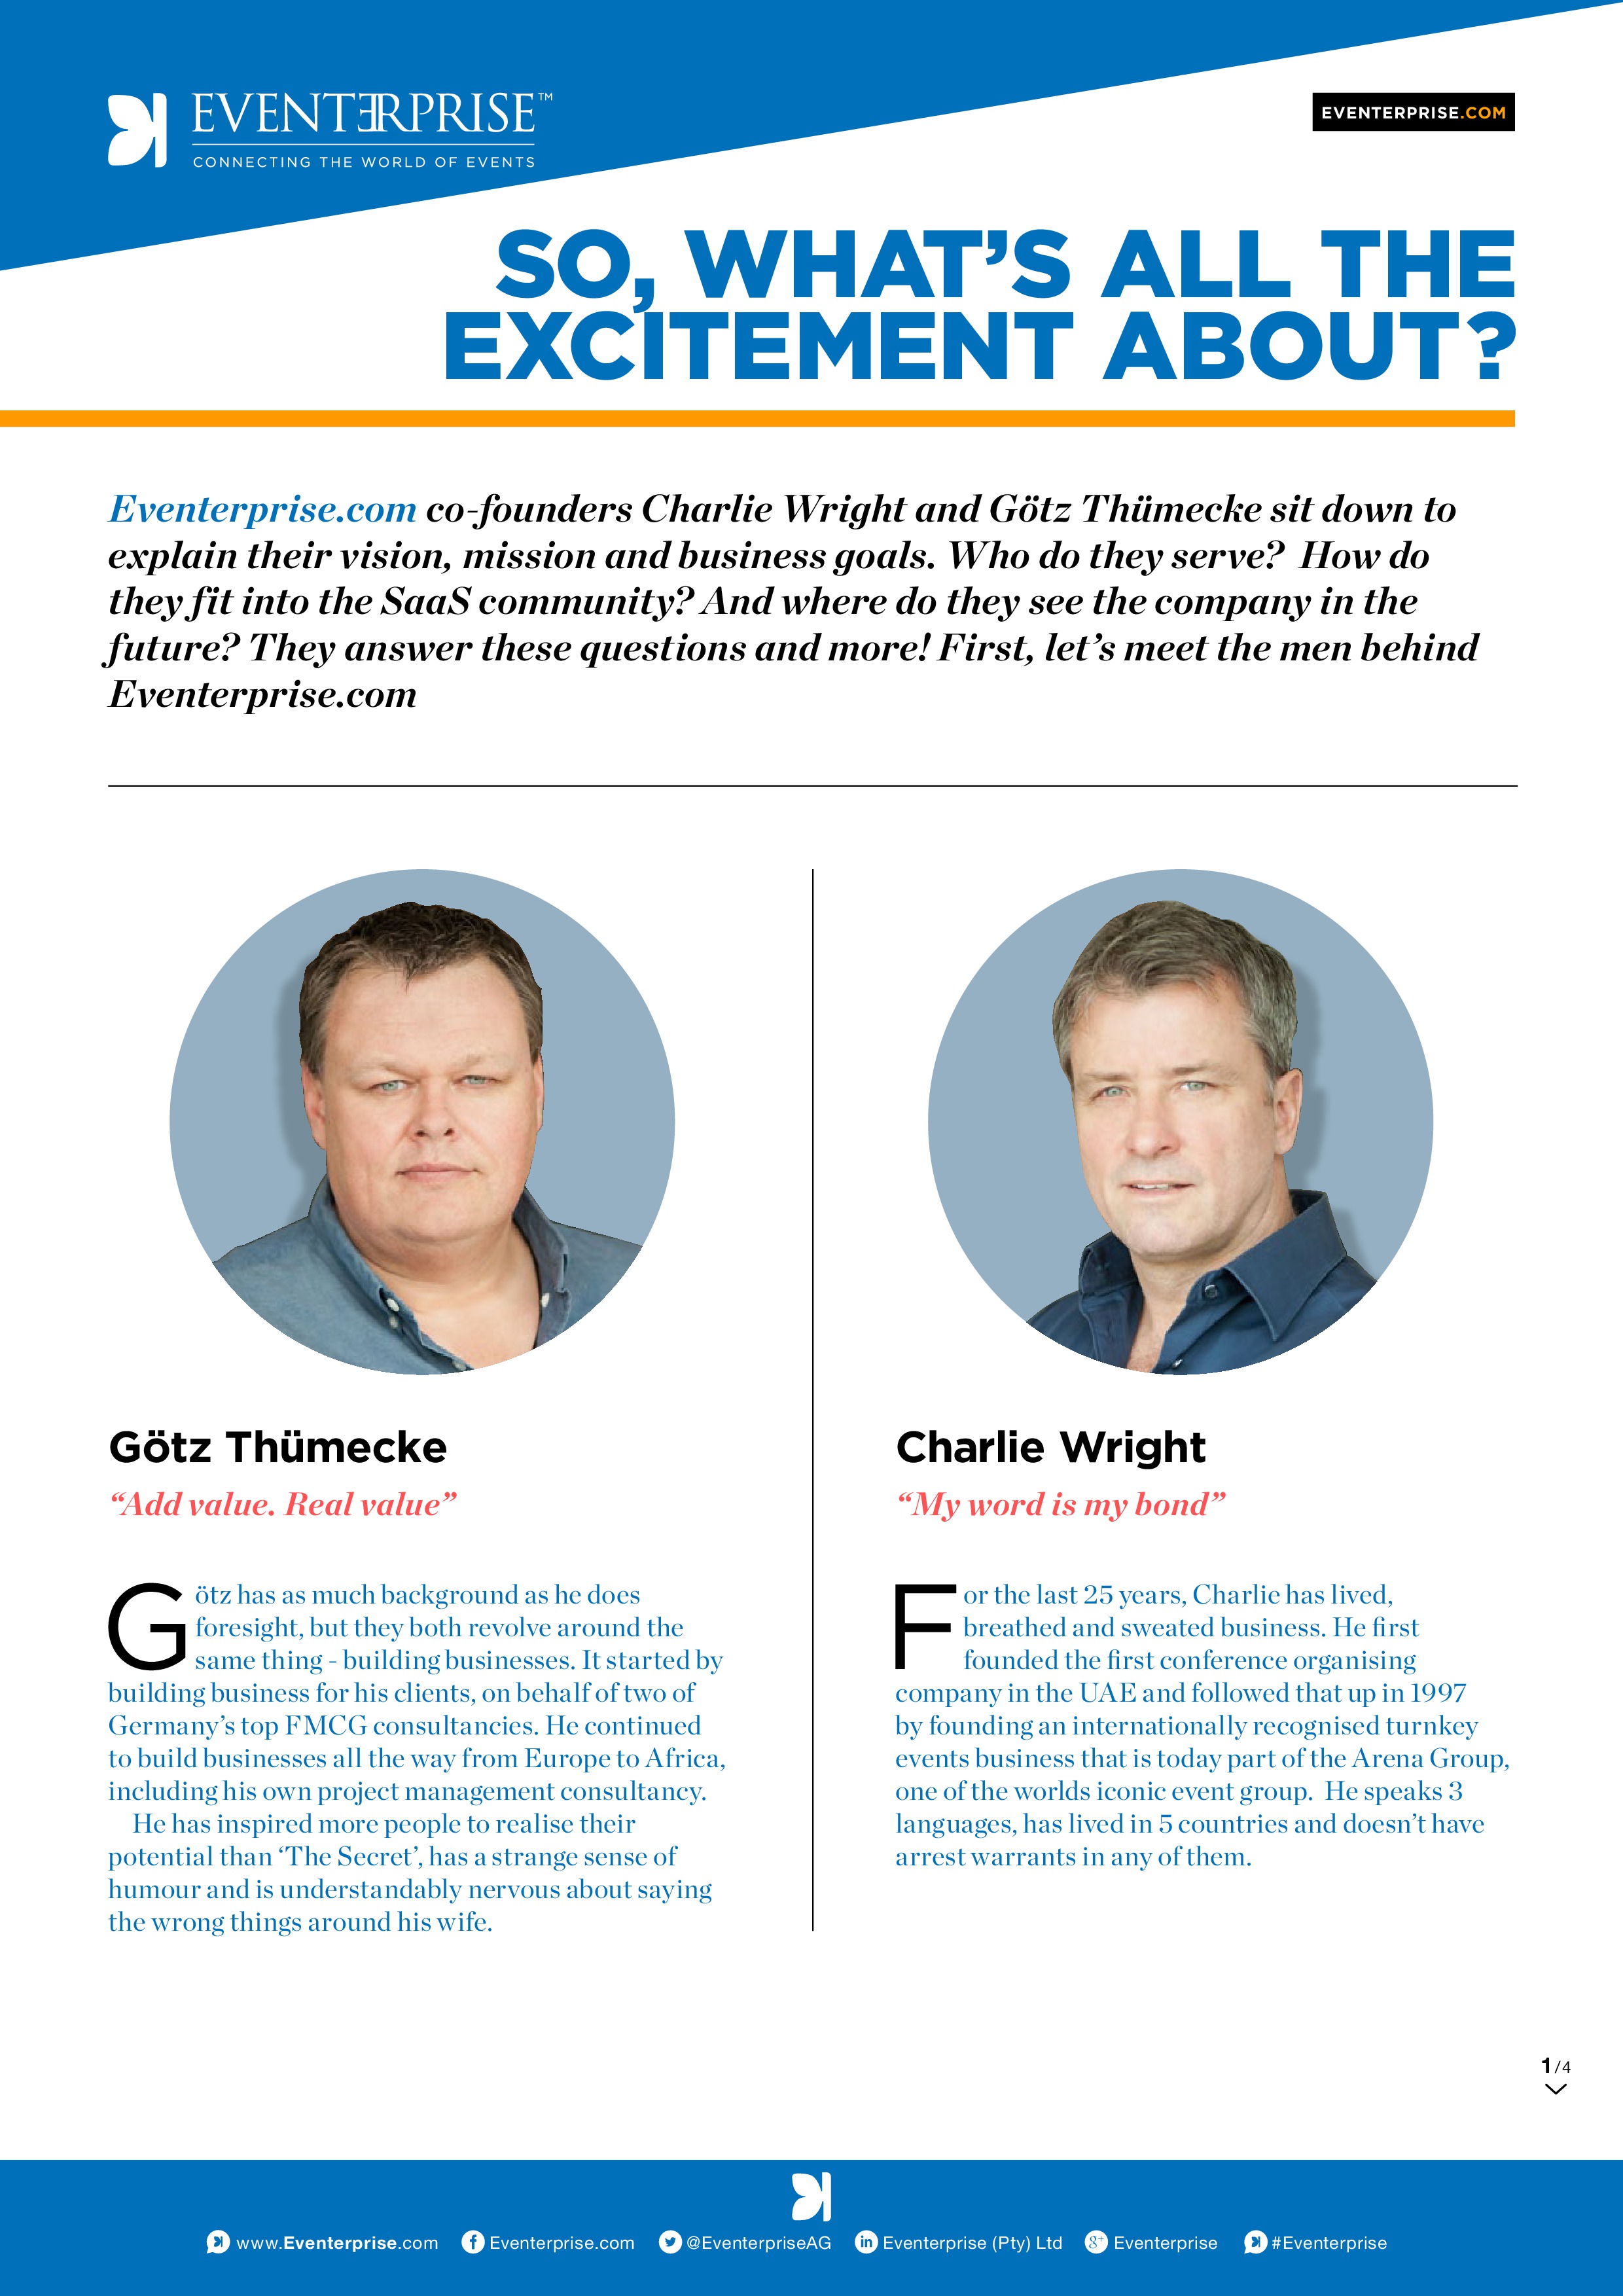 EVENTERPRISE™
CONNECTING THE WORLD OF EVENTS
EVENTERPRISE.COM
SO, WHAT'S ALL THE
EXCITEMENT ABOUT?
Eventerprise.com co-founders Charlie Wright and Götz Thümecke sit down to
explain their vision, mission and business goals. Who do they serve?  How do
they fit into the SaaS community? And where do they see the company in the
future? They answer these questions and more! First, let's meet the men behind
Eventerprise.com
Götz Thümecke
“Add value. Real value”
Götz has as much background as he does
foresight, but they both revolve around the
same thing - building businesses. It started by
building business for his clients, on behalf of two of
Germany's top FMCG consultancies. He continued
to build businesses all the way from Europe to Africa,
including his own project management consultancy.
He has inspired more people to realise their
potential than ‘The Secret’, has a strange sense of
humour and is understandably nervous about saying
the wrong things around his wife.
Charlie Wright
“My word is my bond”
For the last 25 years, Charlie has lived,
breathed and sweated business. He first
founded the first conference organising
company in the UAE and followed that up in 1997
by founding an internationally recognised turnkey
events business that is today part of the Arena Group,
one of the worlds iconic event group.  He speaks 3
languages, has lived in 5 countries and doesn't have
arrest warrants in any of them.
1/4
www.Eventerprise.com
Eventerprise.com
@EventerpriseAG
Eventerprise (Pty) Ltd
Eventerprise
#Eventerprise